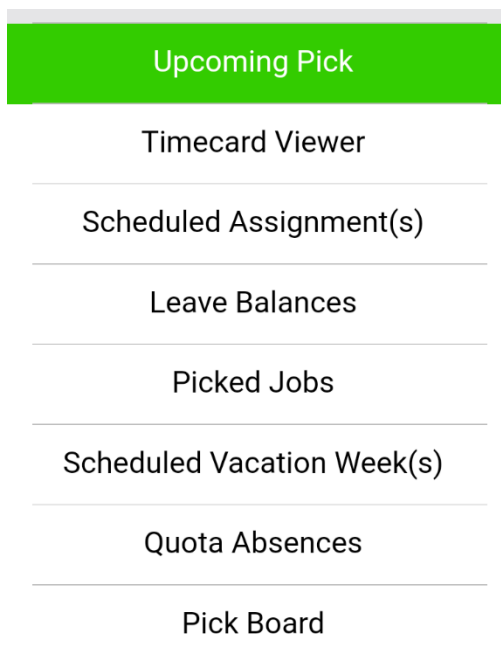 Upcoming Pick
Timecard Viewer
Scheduled Assignment(s)
Leave Balances
Picked Jobs
Scheduled Vacation Week(s)
Quota Absences
Pick Board